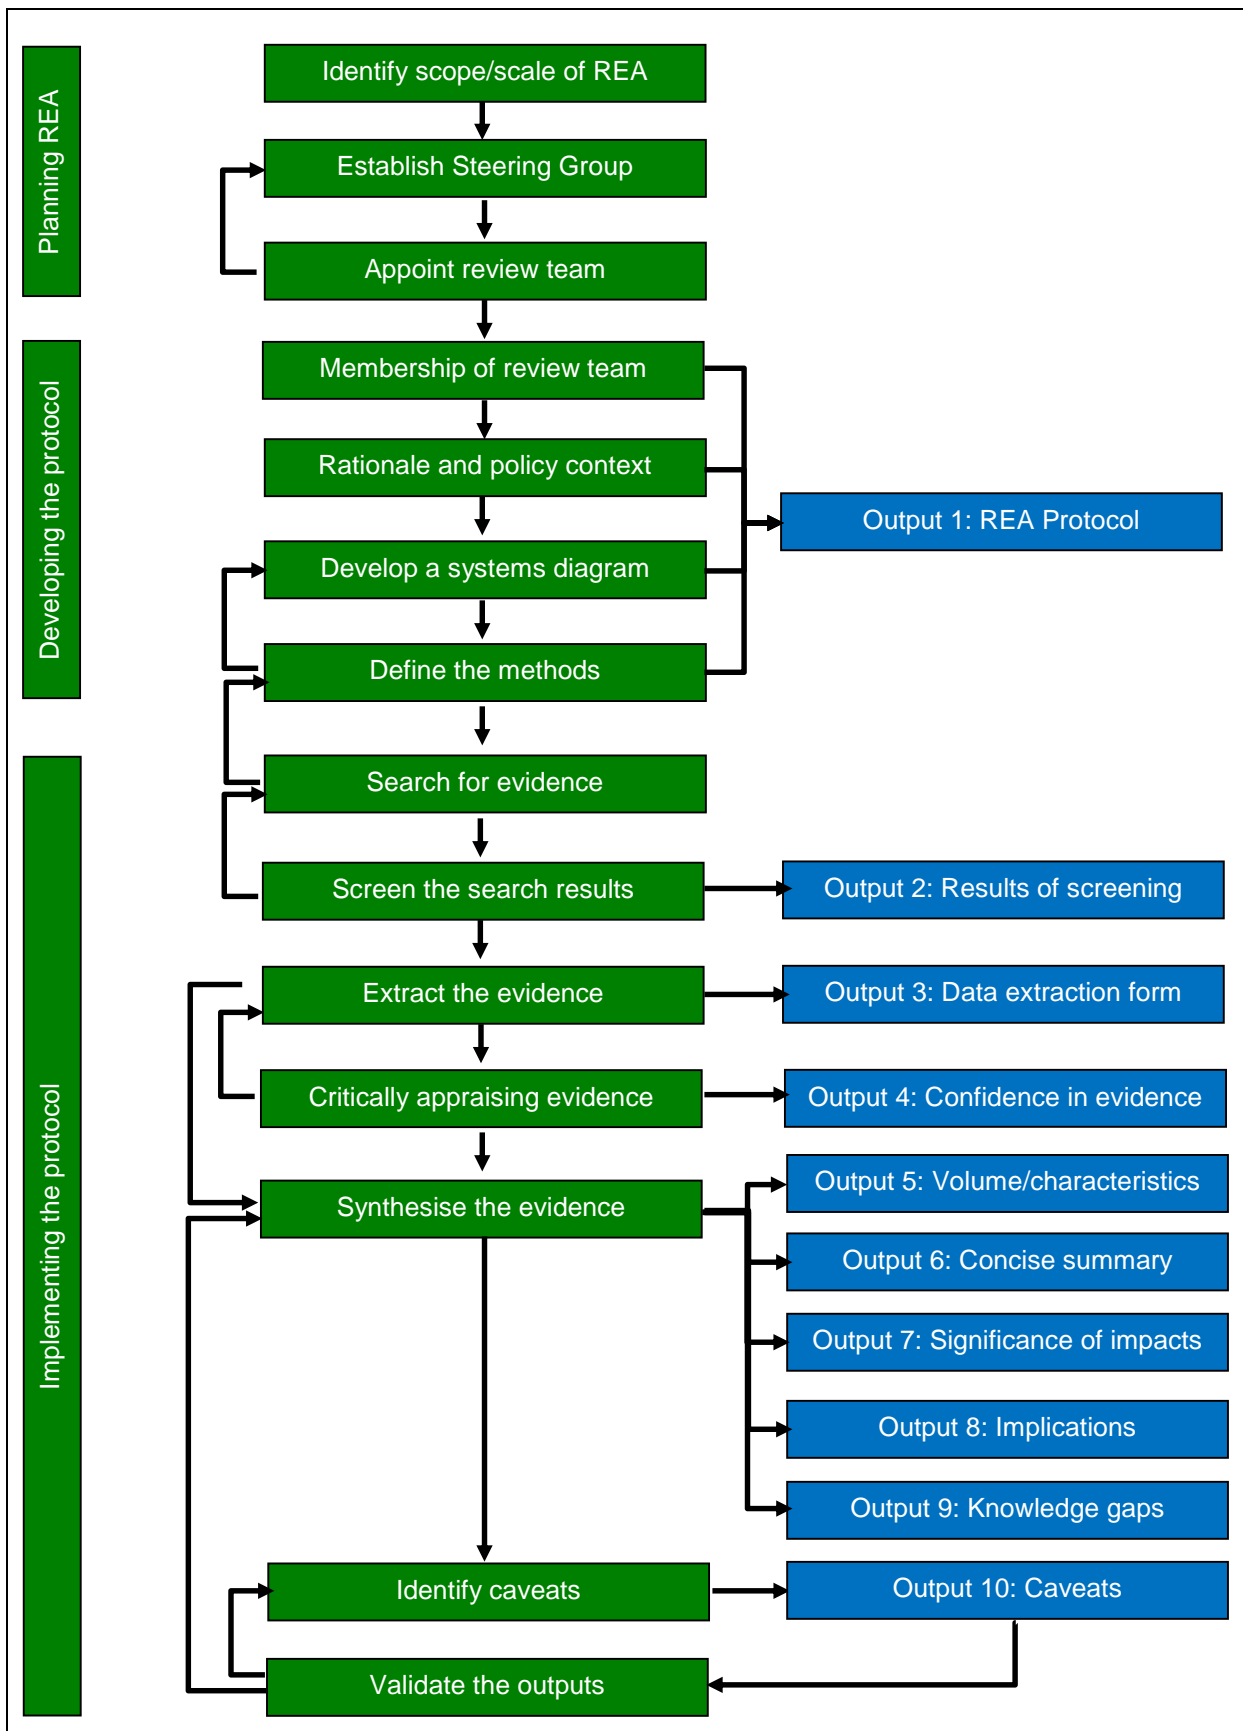 Planning REA
Identify scope/scale of REA
Establish Steering Group
Appoint review team
Developing the protocol
Membership of review team
Rationale and policy context
Develop a systems diagram
Define the methods
Output 1: REA Protocol
Implementing the protocol
Search for evidence
Screen the search results
Output 2: Results of screening
Extract the evidence
Output 3: Data extraction form
Critically appraising evidence
Output 4: Confidence in evidence
Synthesise the evidence
Output 5: Volume/characteristics
Output 6: Concise summary
Output 7: Significance of impacts
Output 8: Implications
Output 9: Knowledge gaps
Identify caveats
Output 10: Caveats
Validate the outputs